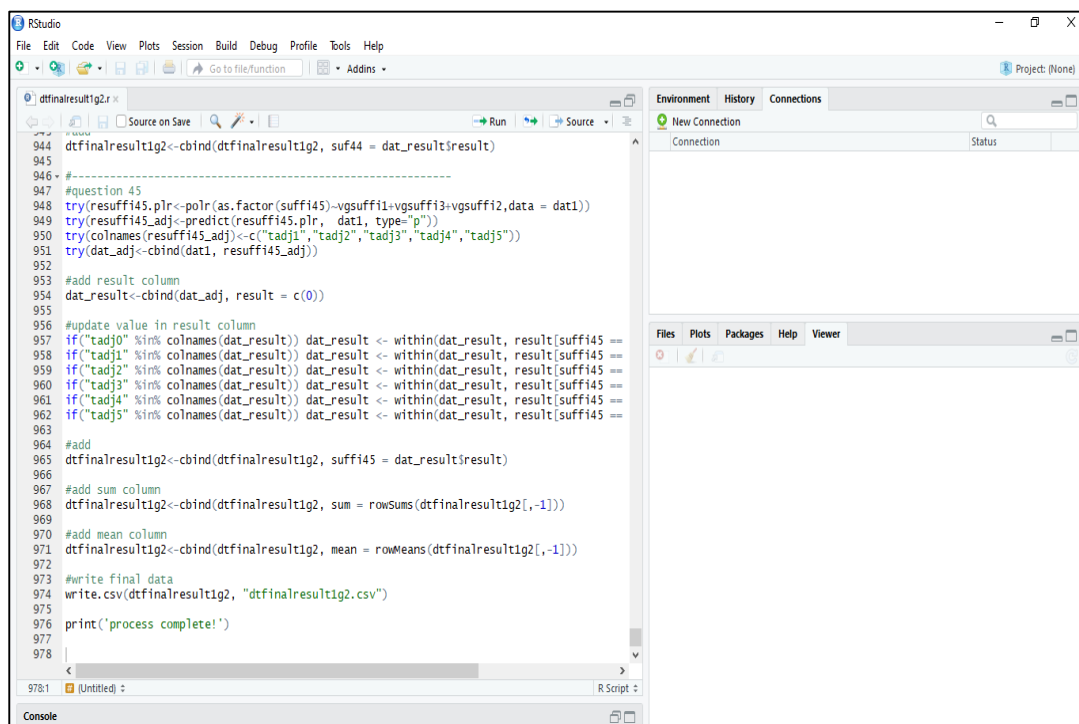 RStudio
File Edit Code View Plots Session Build Debug Profile Tools Help
Go to file/function Addins Project: (None)
dtfinalresult1g2.r
Source on Save Run Source
943 #add
944 dtfinalresult1g2<-cbind(dtfinalresult1g2, suf44 = dat_result$result)
945
946 #------------------------------------------------------------
947 #question 45
948 try(resuffi45.plr<-polr(as.factor(suffi45)~vgsuffi1+vgsuffi3+vgsuffi2,data = dat1))
949 try(resuffi45_adj<-predict(resuffi45.plr, dat1, type="p"))
950 try(colnames(resuffi45_adj)<-c("tadj1","tadj2","tadj3","tadj4","tadj5"))
951 try(dat_adj<-cbind(dat1, resuffi45_adj))
952
953 #add result column
954 dat_result<-cbind(dat_adj, result = c(0))
955
956 #update value in result column
957 if("tadj0" %in% colnames(dat_result)) dat_result <- within(dat_result, result[suffi45 ==
958 if("tadj1" %in% colnames(dat_result)) dat_result <- within(dat_result, result[suffi45 ==
959 if("tadj2" %in% colnames(dat_result)) dat_result <- within(dat_result, result[suffi45 ==
960 if("tadj3" %in% colnames(dat_result)) dat_result <- within(dat_result, result[suffi45 ==
961 if("tadj4" %in% colnames(dat_result)) dat_result <- within(dat_result, result[suffi45 ==
962 if("tadj5" %in% colnames(dat_result)) dat_result <- within(dat_result, result[suffi45 ==
963
964 #add
965 dtfinalresult1g2<-cbind(dtfinalresult1g2, suffi45 = dat_result$result)
966
967 #add sum column
968 dtfinalresult1g2<-cbind(dtfinalresult1g2, sum = rowSums(dtfinalresult1g2[,-1]))
969
970 #add mean column
971 dtfinalresult1g2<-cbind(dtfinalresult1g2, mean = rowMeans(dtfinalresult1g2[,-1]))
972
973 #write final data
974 write.csv(dtfinalresult1g2, "dtfinalresult1g2.csv")
975
976 print('process complete!')
977
978
978:1 (Untitled) R Script
Console
Environment History Connections
New Connection
Connection Status
Files Plots Packages Help Viewer